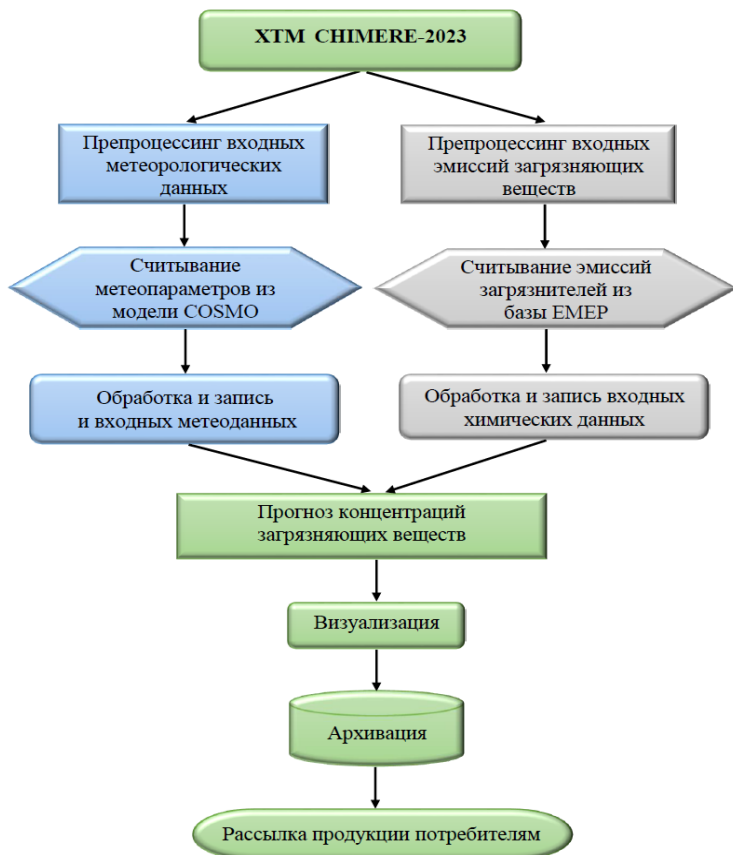 ХТМ CHIMERE-2023
Препроцессинг входных
метеорологических
данных
Препроцессинг входных
эмиссий загрязняющих
веществ
Считывание
метеопараметров из
модели COSMO
Считывание эмиссий
загрязнителей из
базы EMEP
Обработка и запись
и входных метеоданных
Обработка и запись входных
химических данных
Прогноз концентраций
загрязняющих веществ
Визуализация
Архивация
Рассылка продукции потребителям